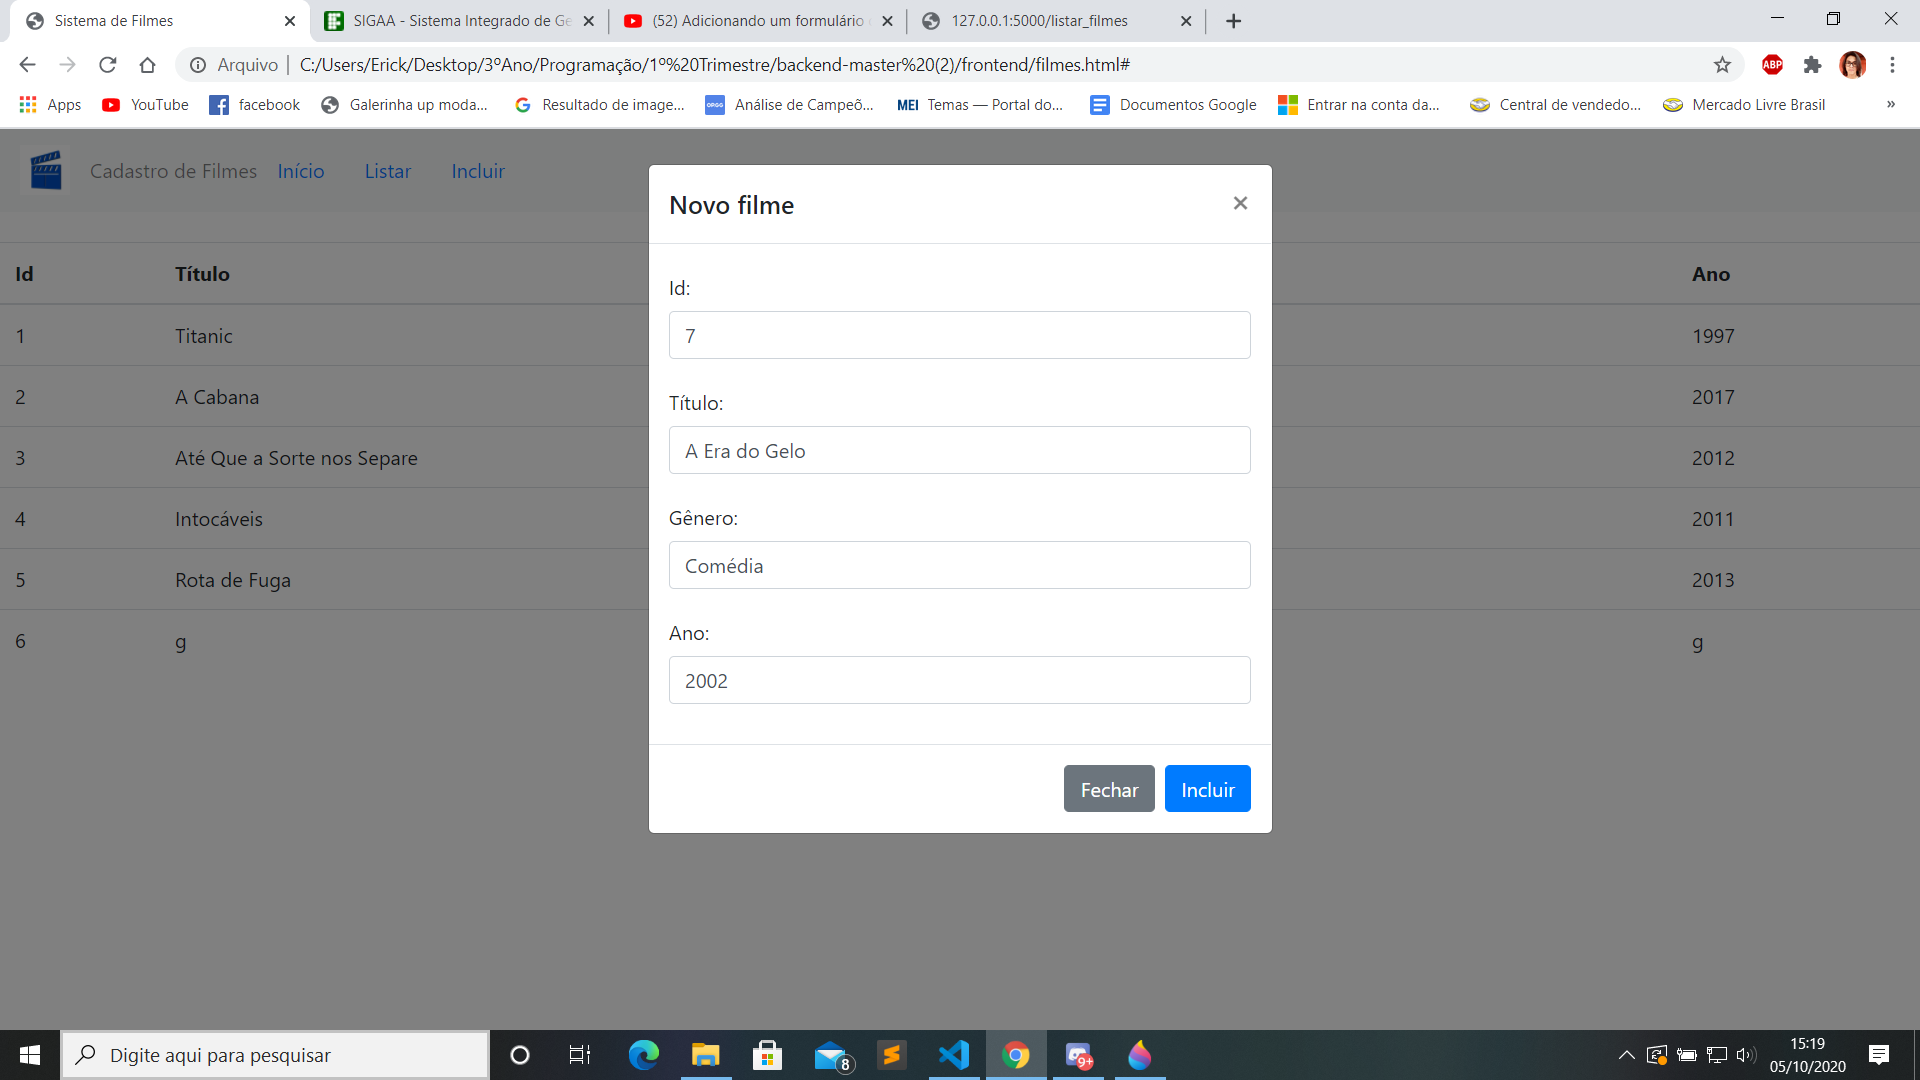 Sistema de Filmes
SIGAA - Sistema Integrado de Ge
(52) Adicionando um formulário
127.0.0.1:5000/listar_filmes
Arquivo | C:/Users/Erick/Desktop/3ºAno/Programação/1º%20Trimestre/backend-master%20(2)/frontend/filmes.html#
ABP
Apps
YouTube
facebook
Galerinha up moda...
Resultado de image...
OPGG Análise de Campeõ...
MEI Temas — Portal do...
Documentos Google
Entrar na conta da...
Central de vendedo...
Mercado Livre Brasil
»
Cadastro de Filmes Início Listar Incluir
Id Título Ano
1 Titanic 1997
2 A Cabana 2017
3 Até Que a Sorte nos Separe 2012
4 Intocáveis 2011
5 Rota de Fuga 2013
6 g g
Novo filme ×
Id:
7
Título:
A Era do Gelo
Gênero:
Comédia
Ano:
2002
Fechar Incluir
Digite aqui para pesquisar
8
9+
15:19
05/10/2020